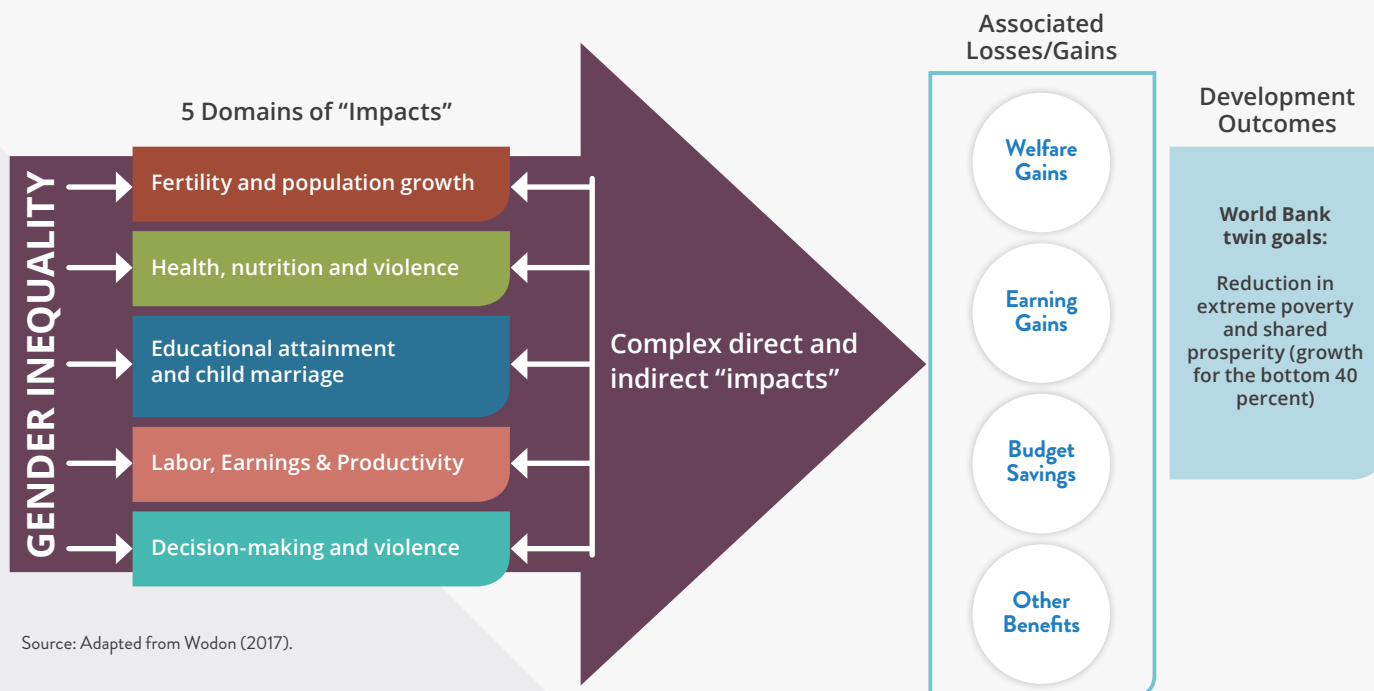 Associated
Losses/Gains
5 Domains of “Impacts”
Development
Outcomes
GENDER INEQUALITY
Fertility and population growth
Health, nutrition and violence
Educational attainment
and child marriage
Labor, Earnings & Productivity
Decision-making and violence
Complex direct and
indirect “impacts”
Welfare
Gains
Earning
Gains
Budget
Savings
Other
Benefits
World Bank
twin goals:
Reduction in
extreme poverty
and shared
prosperity (growth
for the bottom 40
percent)
Source: Adapted from Wodon (2017).